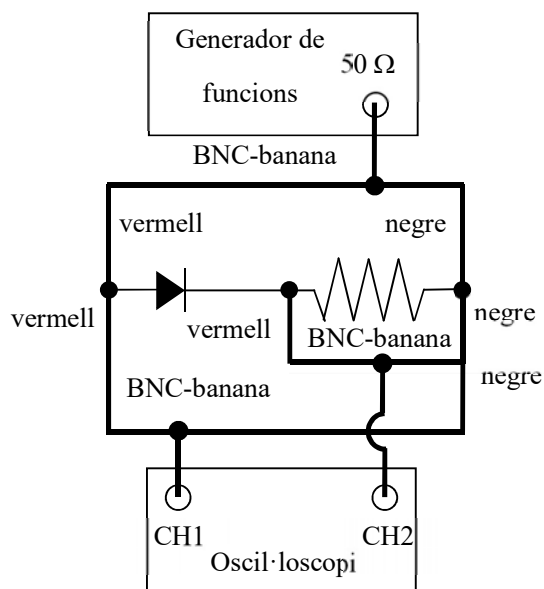 Generador de
funcions
50 Ω
BNC-banana
vermell
negre
vermell
vermell
negre
BNC-banana
BNC-banana
negre
CH1
CH2
Oscil·loscopi